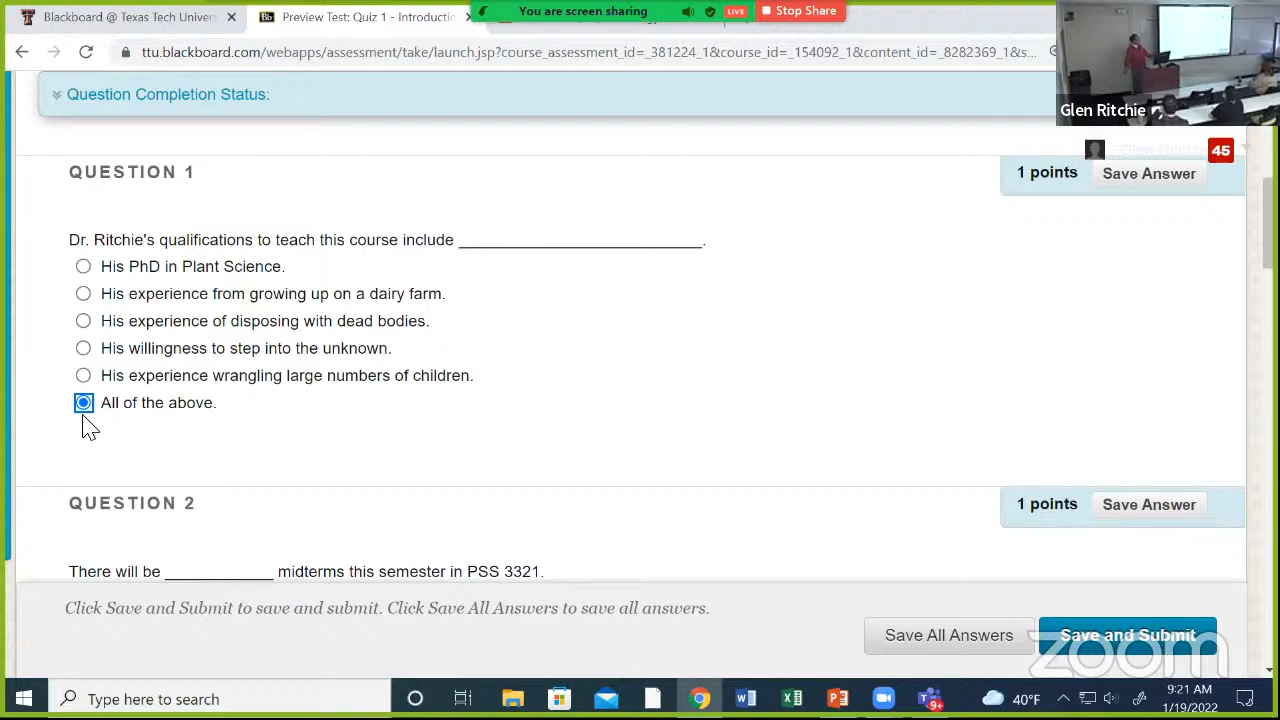 Blackboard @ Texas Tech Univer
Preview Test: Quiz 1 - Introductio
You are screen sharing
LIVE
Stop Share
ttu.blackboard.com/webapps/assessment/take/launch.jsp?course_assessment_id=_381224_1&course_id=_154092_1&content_id=_8282369_1&s...
Question Completion Status:
Glen Ritchie
45
QUESTION 1
1 points
Save Answer
Dr. Ritchie's qualifications to teach this course include __________________________.
His PhD in Plant Science.
His experience from growing up on a dairy farm.
His experience of disposing with dead bodies.
His willingness to step into the unknown.
His experience wrangling large numbers of children.
All of the above.
QUESTION 2
1 points
Save Answer
There will be ____________ midterms this semester in PSS 3321.
Click Save and Submit to save and submit. Click Save All Answers to save all answers.
Save All Answers
Save and Submit
zoom
Type here to search
9+
40°F
9:21 AM
1/19/2022